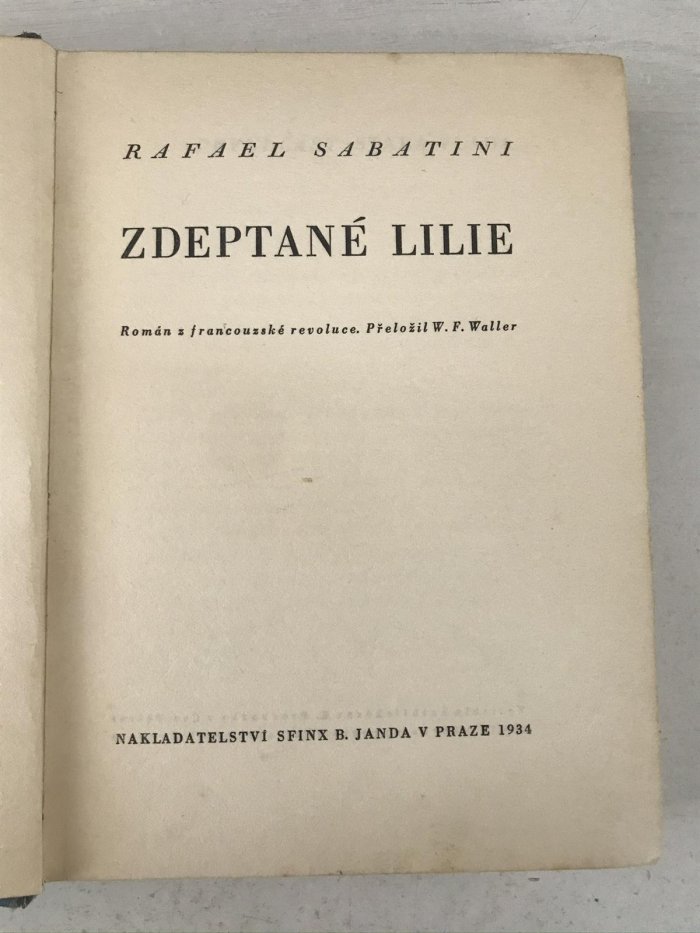 RAFAEL SABATINI
ZDEPTANÉ LILIE
Román z francouzské revoluce. Přeložil W. F. Waller
NAKLADATELSTVÍ SFINX B. JANDA V PRAZE 1934